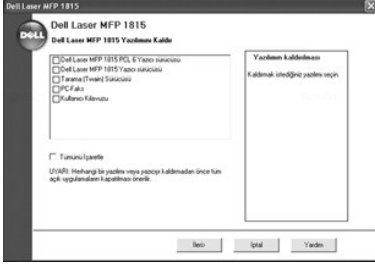 Dell Laser MFP 1815
DELL
Dell Laser MFP 1815
Dell Laser MFP 1815 Yazılımını Kaldır
Dell Laser MFP 1815 PCL 6 Yazıcı sürücüsü
Dell Laser MFP 1815 Yazıcı sürücüsü
Tarama (Twain) Sürücüsü
PC-Faks
Kullanıcı Kılavuzu
Yazılımın kaldırılması
Kaldırmak istediğiniz yazılımı seçin.
Tümünü İşaretle
UYARI: Herhangi bir yazılımı veya yazıcıyı kaldırmadan önce tüm
açık uygulamaların kapatılması önerilir.
İleri>
İptal
Yardım